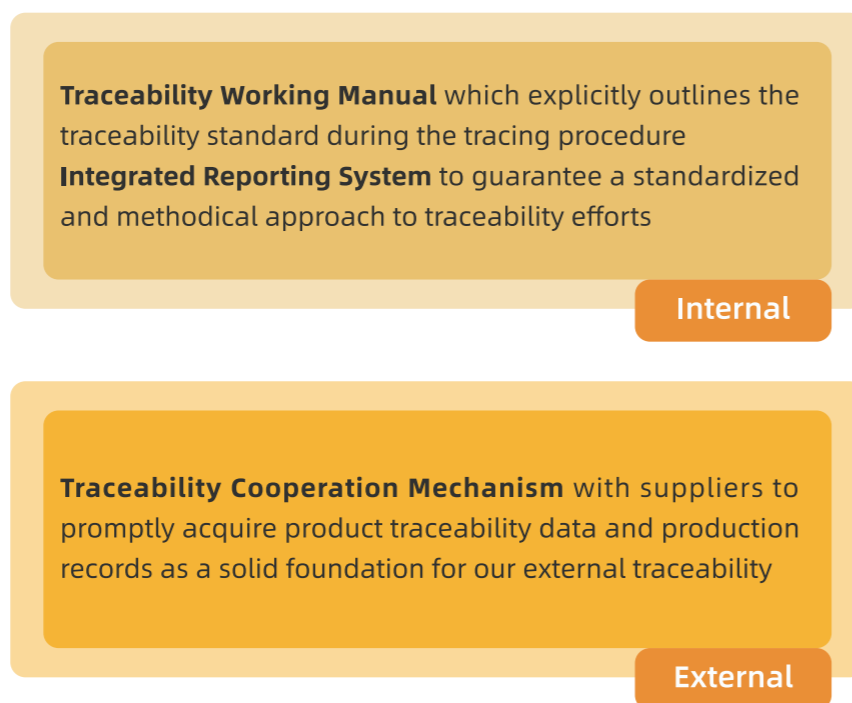 Traceability Working Manual which explicitly outlines the
traceability standard during the tracing procedure
Integrated Reporting System to guarantee a standardized
and methodical approach to traceability efforts
Internal
Traceability Cooperation Mechanism with suppliers to
promptly acquire product traceability data and production
records as a solid foundation for our external traceability
External